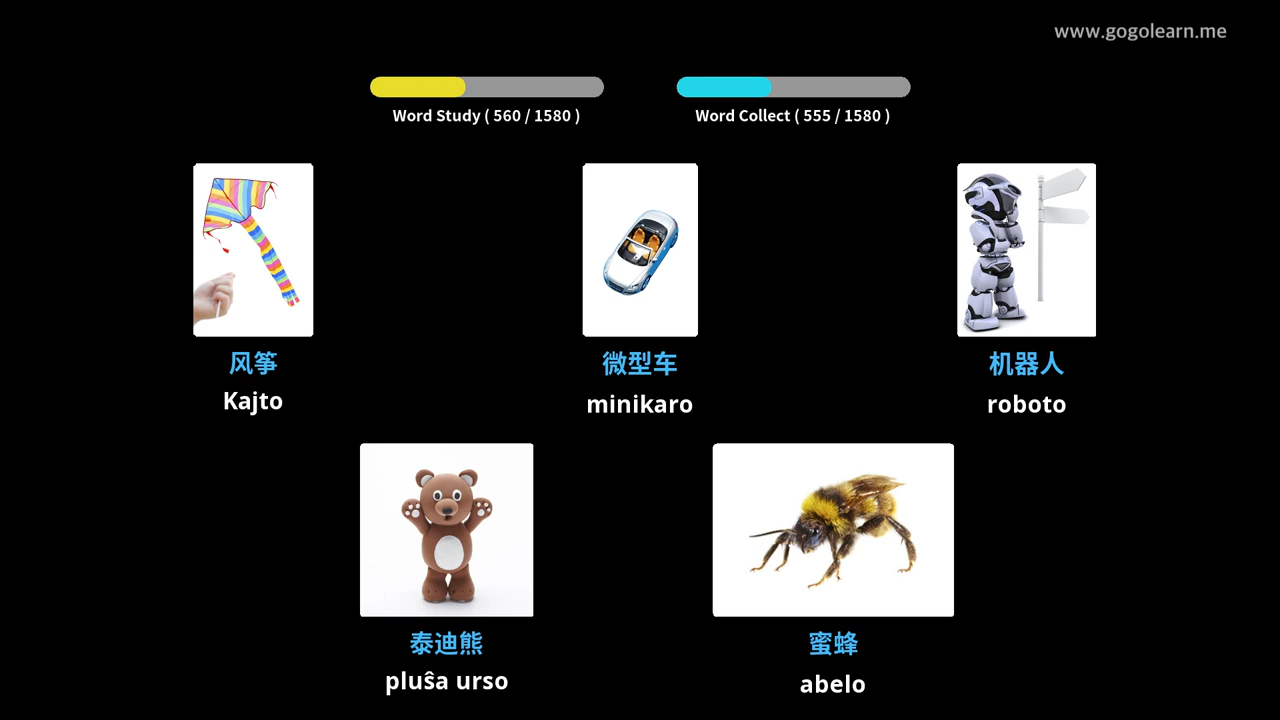 www.gogolearn.me
Word Study ( 560 / 1580 )
Word Collect ( 555 / 1580 )
风筝
Kajto
微型车
minikaro
机器人
roboto
泰迪熊
pluŝa urso
蜜蜂
abelo